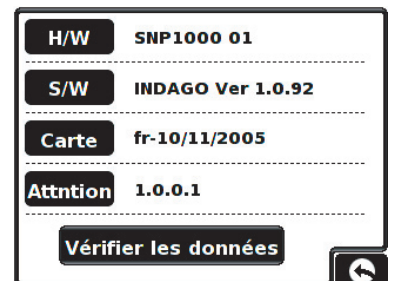 H/W SNP1000 01
S/W INDAGO Ver 1.0.92
Carte fr-10/11/2005
Attntion 1.0.0.1
Vérifier les données